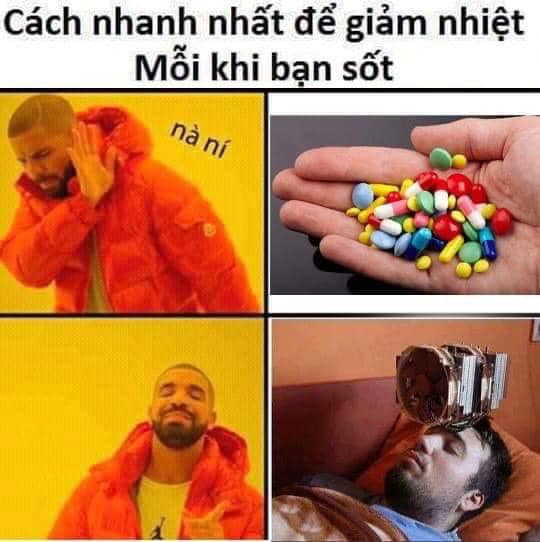 Cách nhanh nhất để giảm nhiệt
Mỗi khi bạn sốt
nà ní